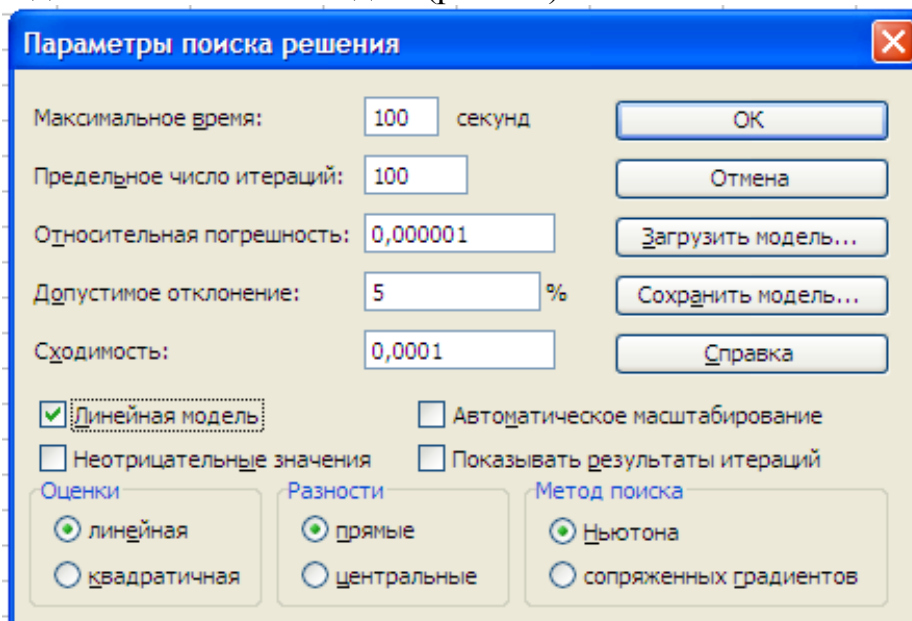 Параметры поиска решения
Максимальное время: 100 секунд
ОК
Предельное число итераций: 100
Отмена
Относительная погрешность: 0,000001
Загрузить модель...
Допустимое отклонение: 5 %
Сохранить модель...
Сходимость: 0,0001
Справка
Линейная модель
Автоматическое масштабирование
Неотрицательные значения
Показывать результаты итераций
Оценки
Разности
Метод поиска
линейная
прямые
Ньютона
квадратичная
центральные
сопряженных градиентов